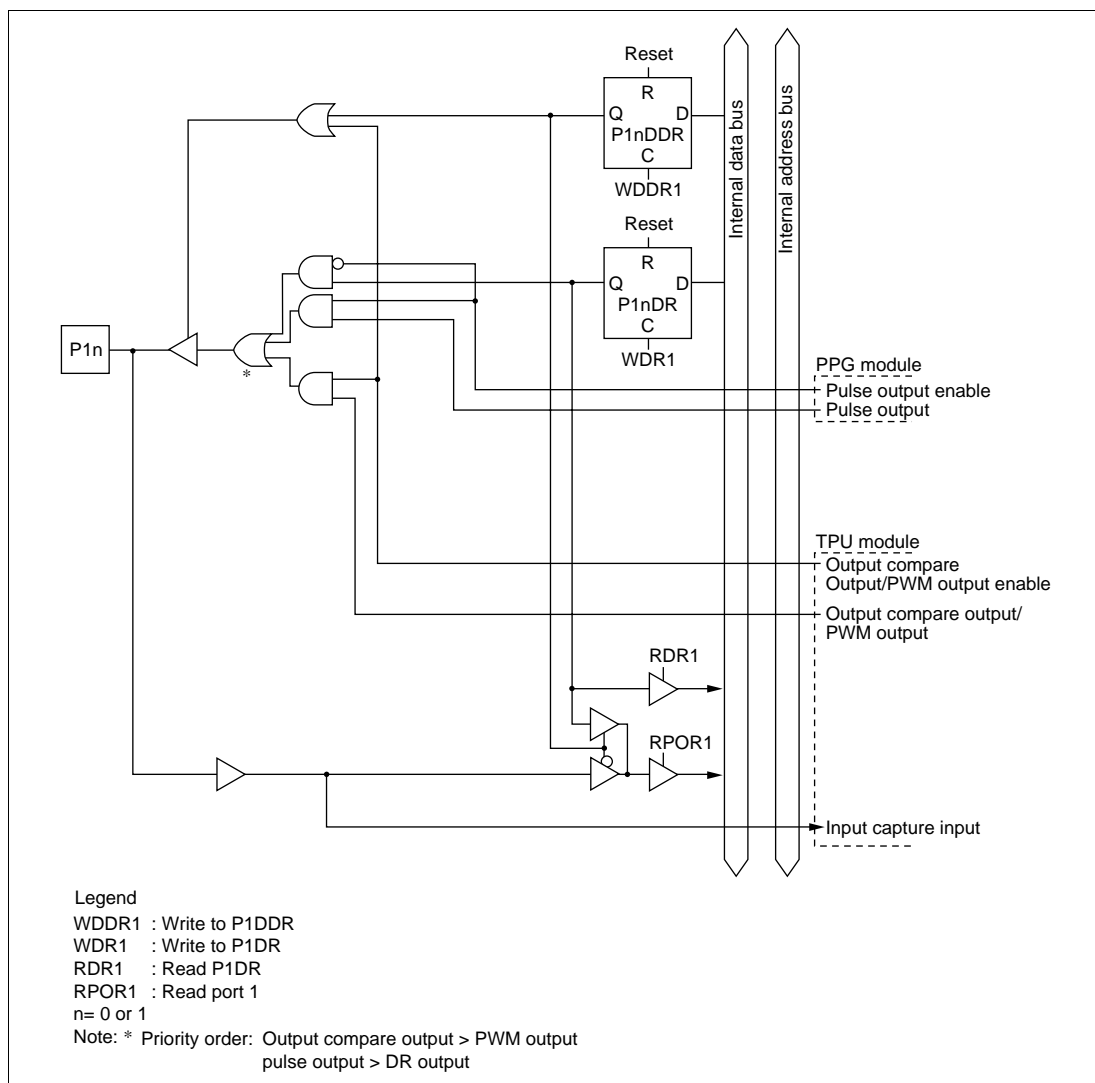 Reset
R
Q D
P1nDDR
C
WDDR1
Internal data bus
Internal address bus
Reset
R
Q D
P1nDR
C
WDR1
P1n
*
PPG module
Pulse output enable
Pulse output
TPU module
Output compare
Output/PWM output enable
Output compare output/
PWM output
RDR1
RPOR1
Input capture input
Legend
WDDR1 : Write to P1DDR
WDR1 : Write to P1DR
RDR1 : Read P1DR
RPOR1 : Read port 1
n= 0 or 1
Note: * Priority order: Output compare output > PWM output
pulse output > DR output